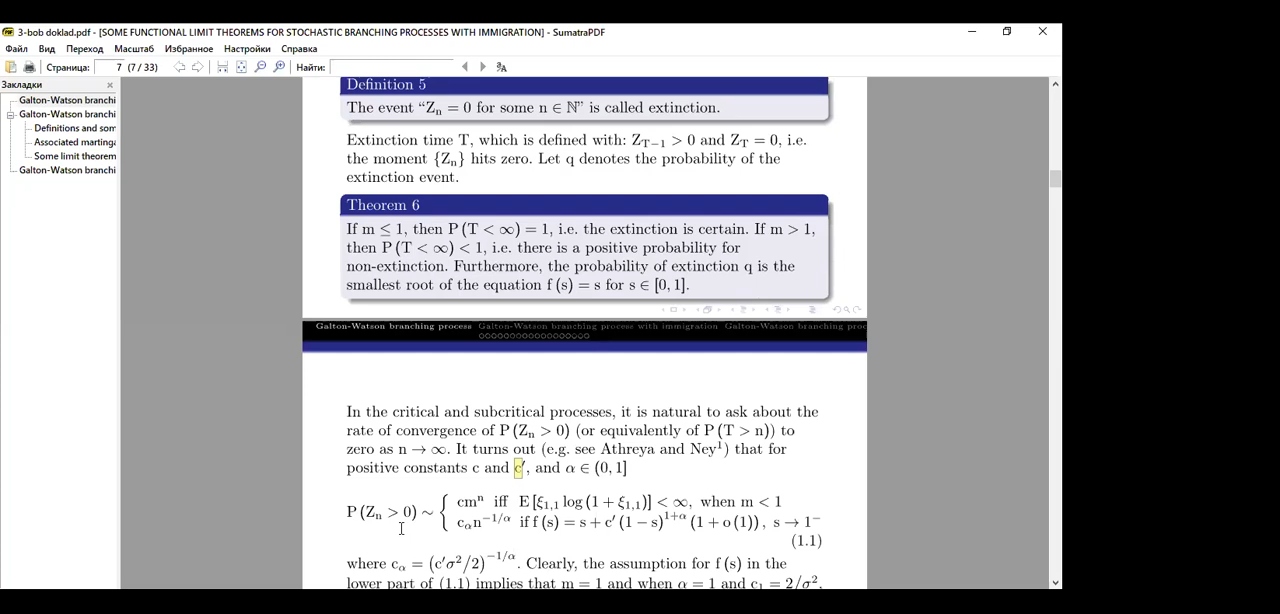 3-bob doklad.pdf - [SOME FUNCTIONAL LIMIT THEOREMS FOR STOCHASTIC BRANCHING PROCESSES WITH IMMIGRATION] - SumatraPDF
Файл Вид Переход Масштаб Избранное Настройки Справка
Страница: 7 (7 / 33) Найти:
Закладки
Galton-Watson branchi
Galton-Watson branchi
Definitions and som
Associated marting
Some limit theorem
Galton-Watson branchi
Definition 5
The event “Zₙ = 0 for some n ∈ ℕ” is called extinction.
Extinction time T, which is defined with: Z_{T−1} > 0 and Z_T = 0, i.e.
the moment {Zₙ} hits zero. Let q denotes the probability of the
extinction event.
Theorem 6
If m ≤ 1, then P (T < ∞) = 1, i.e. the extinction is certain. If m > 1,
then P (T < ∞) < 1, i.e. there is a positive probability for
non-extinction. Furthermore, the probability of extinction q is the
smallest root of the equation f (s) = s for s ∈ [0, 1].
Galton-Watson branching process Galton-Watson branching process with immigration Galton-Watson branching proc
In the critical and subcritical processes, it is natural to ask about the
rate of convergence of P (Zₙ > 0) (or equivalently of P (T > n)) to
zero as n → ∞. It turns out (e.g. see Athreya and Ney¹) that for
positive constants c and c′, and α ∈ (0, 1]
P (Zₙ > 0) ∼ { cmⁿ iff E [ξ₁,₁ log (1 + ξ₁,₁)] < ∞, when m < 1
c_α n^{−1/α} if f (s) = s + c′ (1 − s)^{1+α} (1 + o (1)), s → 1⁻
(1.1)
where c_α = (c′σ²/2)^{−1/α}. Clearly, the assumption for f (s) in the
lower part of (1.1) implies that m = 1 and when α = 1 and c₁ = 2/σ²,